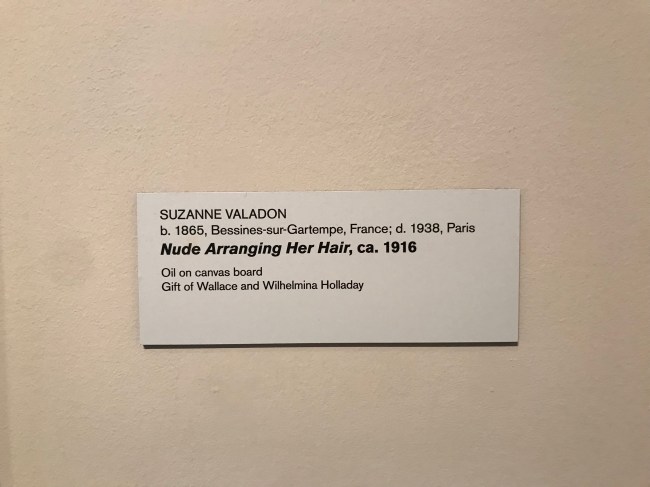 SUZANNE VALADON
b. 1865, Bessines-sur-Gartempe, France; d. 1938, Paris
Nude Arranging Her Hair, ca. 1916
Oil on canvas board
Gift of Wallace and Wilhelmina Holladay